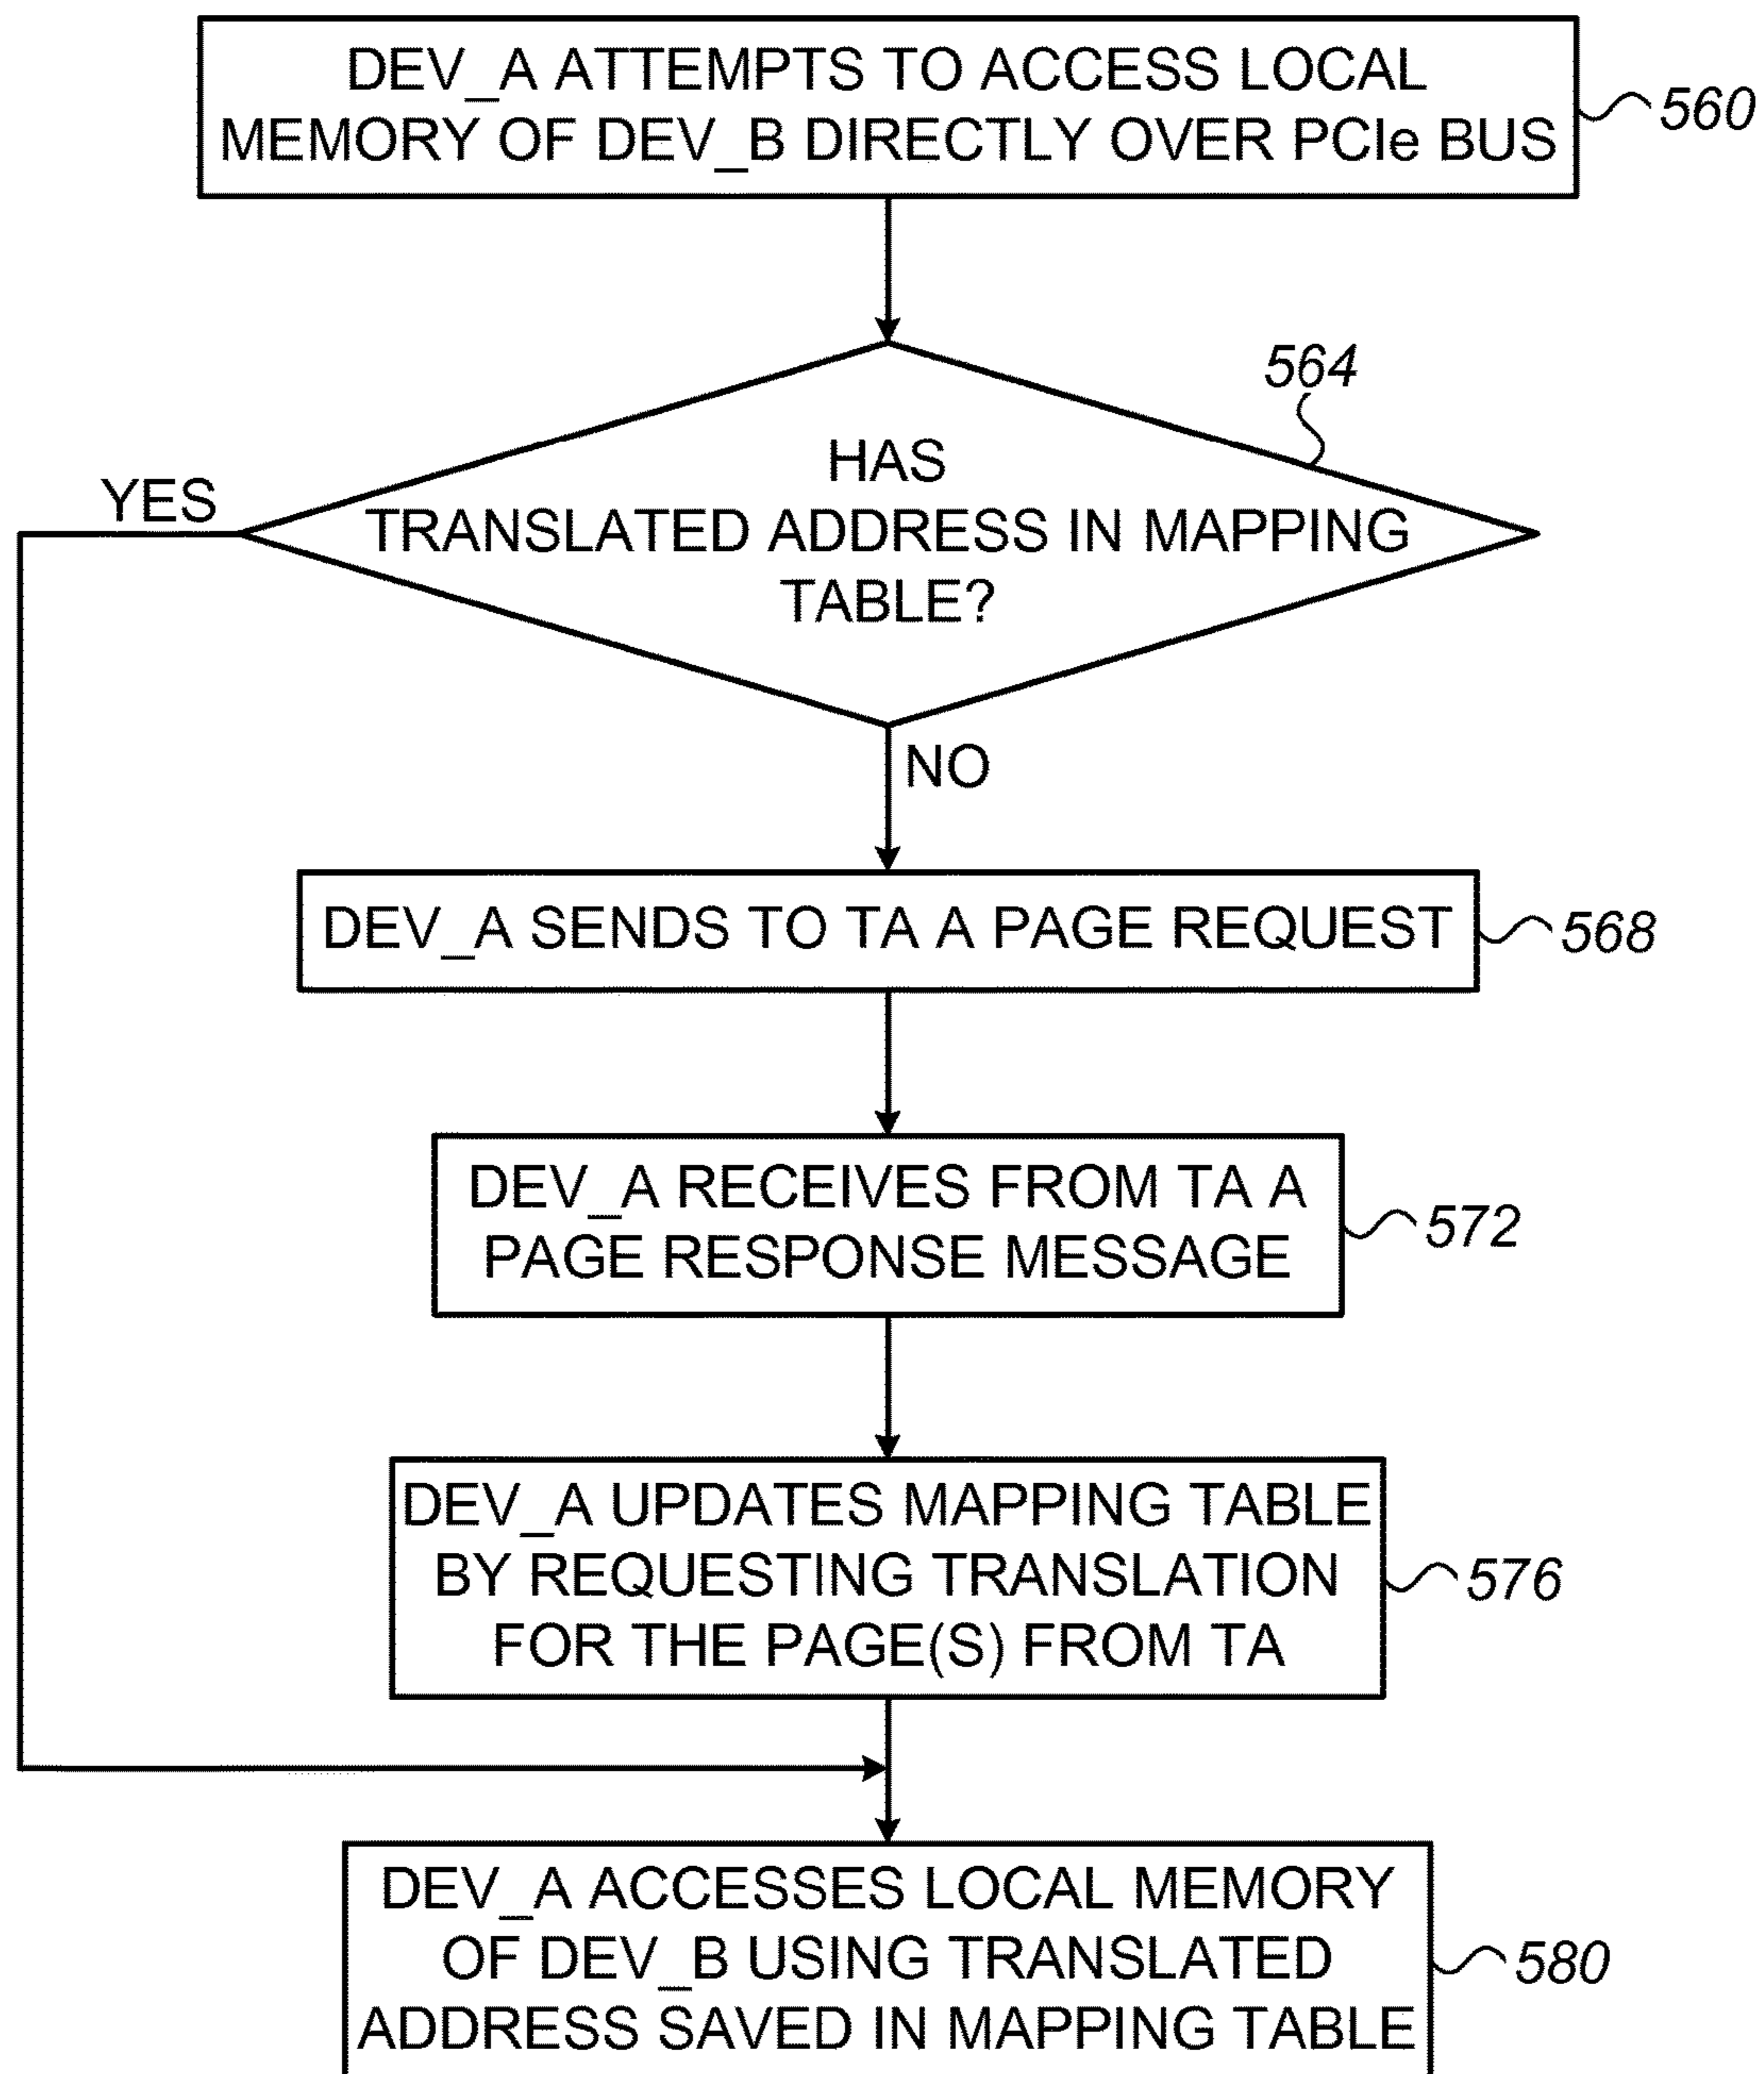 DEV_A ATTEMPTS TO ACCESS LOCAL
MEMORY OF DEV_B DIRECTLY OVER PCIe BUS
560
564
HAS
TRANSLATED ADDRESS IN MAPPING
TABLE?
YES
NO
DEV_A SENDS TO TA A PAGE REQUEST
568
DEV_A RECEIVES FROM TA A
PAGE RESPONSE MESSAGE
572
DEV_A UPDATES MAPPING TABLE
BY REQUESTING TRANSLATION
FOR THE PAGE(S) FROM TA
576
DEV_A ACCESSES LOCAL MEMORY
OF DEV_B USING TRANSLATED
ADDRESS SAVED IN MAPPING TABLE
580